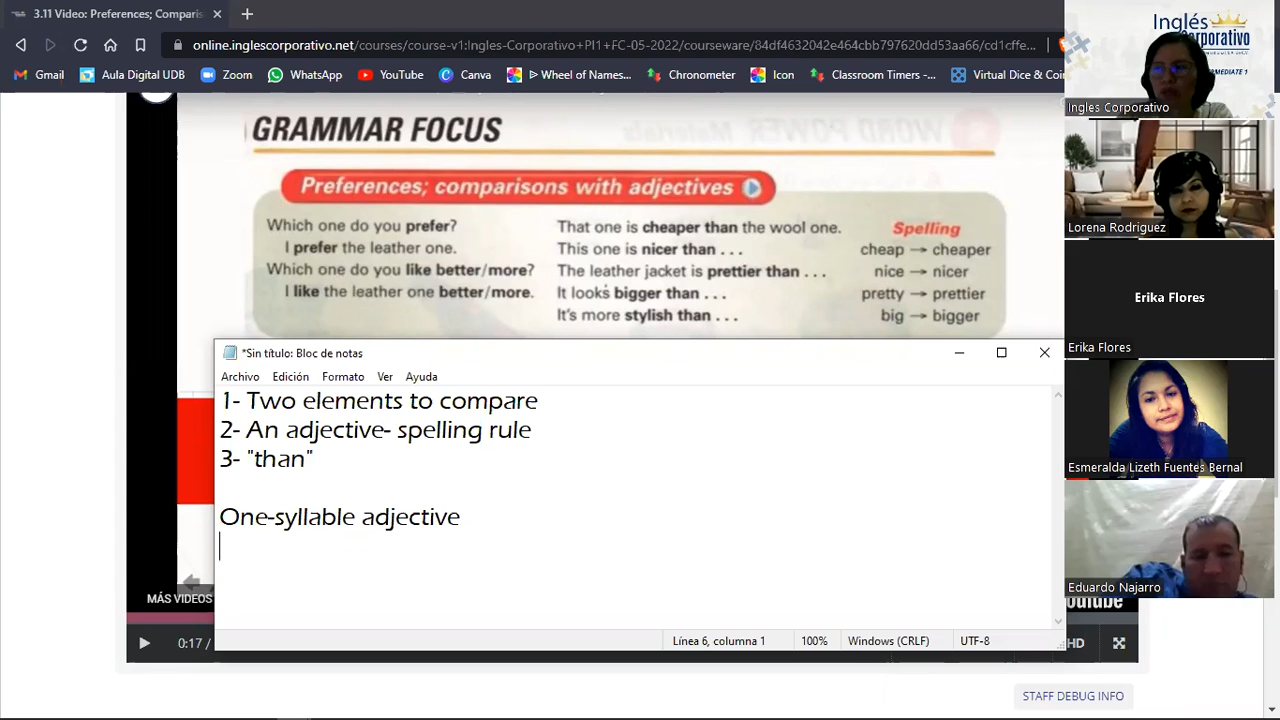 3.11 Video: Preferences; Comparis
online.inglescorporativo.net/courses/course-v1:Ingles-Corporativo+PI1+FC-05-2022/courseware/84df4632042e464cbb797620dd53aa66/cd1cffe...
Gmail
Aula Digital UDB
Zoom
WhatsApp
YouTube
Canva
Wheel of Names...
Chronometer
Icon
Classroom Timers -...
Virtual Dice & Coi
GRAMMAR FOCUS
Preferences; comparisons with adjectives
Which one do you prefer?
I prefer the leather one.
Which one do you like better/more?
I like the leather one better/more.
That one is cheaper than the wool one.
This one is nicer than . . .
The leather jacket is prettier than . . .
It looks bigger than . . .
It's more stylish than . . .
Spelling
cheap → cheaper
nice → nicer
pretty → prettier
big → bigger
*Sin título: Bloc de notas
Archivo Edición Formato Ver Ayuda
1- Two elements to compare
2- An adjective- spelling rule
3- "than"
One-syllable adjective
Línea 6, columna 1
100%
Windows (CRLF)
UTF-8
MÁS VIDEOS
0:17 /
HD
STAFF DEBUG INFO
Inglés
Ingles Corporativo
Lorena Rodriguez
Erika Flores
Erika Flores
Esmeralda Lizeth Fuentes Bernal
Eduardo Najarro